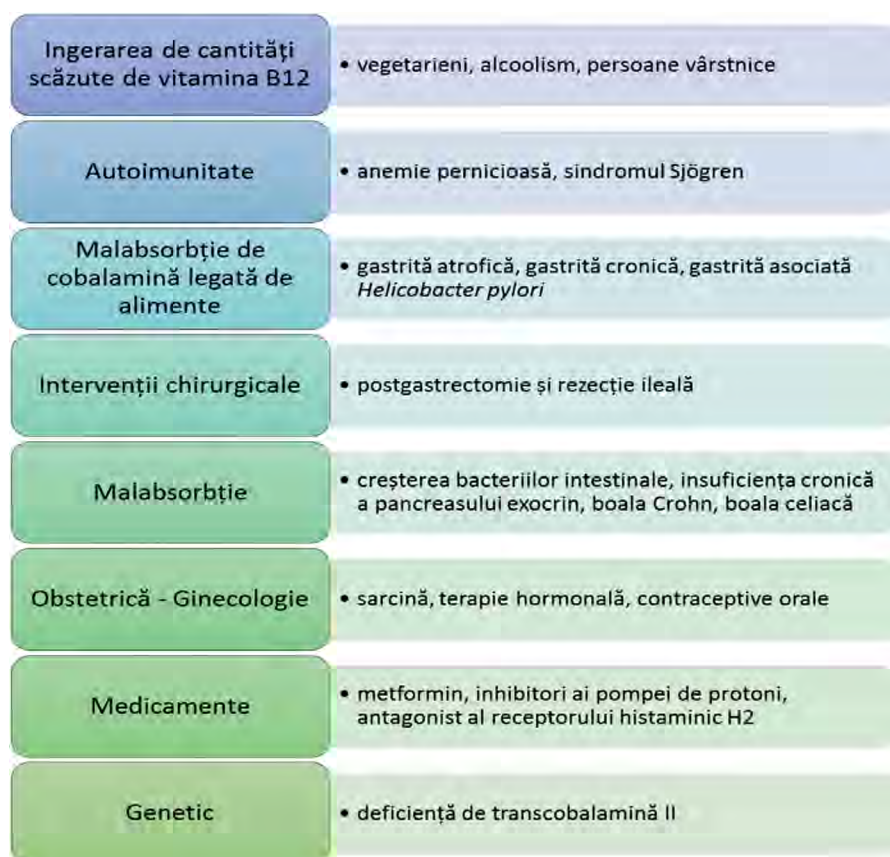 Ingerarea de cantități
scăzute de vitamina B12
• vegetarieni, alcoolism, persoane vârstnice
Autoimunitate
• anemie pernicioasă, sindromul Sjögren
Malabsorbție de
cobalamină legată de
alimente
• gastrită atrofică, gastrită cronică, gastrită asociată
Helicobacter pylori
Intervenții chirurgicale
• postgastrectomie și rezecție ileală
Malabsorbție
• creșterea bacteriilor intestinale, insuficiența cronică
a pancreasului exocrin, boala Crohn, boala celiacă
Obstetrică - Ginecologie
• sarcină, terapie hormonală, contraceptive orale
Medicamente
• metformin, inhibitori ai pompei de protoni,
antagonist al receptorului histaminic H2
Genetic
• deficiență de transcobalamină II